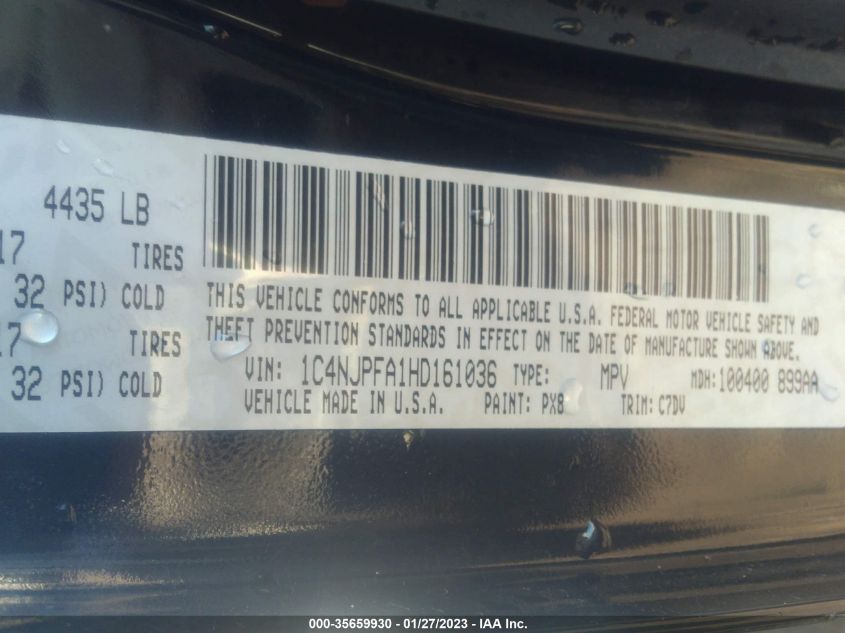 4435 LB
17 TIRES
32 PSI) COLD
17 TIRES
32 PSI) COLD
THIS VEHICLE CONFORMS TO ALL APPLICABLE U.S.A. FEDERAL MOTOR VEHICLE SAFETY AND
THEFT PREVENTION STANDARDS IN EFFECT ON THE DATE OF MANUFACTURE SHOWN ABOVE.
VIN: 1C4NJPFA1HD161036 TYPE: MPV MDH: 100400 899AA
VEHICLE MADE IN U.S.A. PAINT: PX8 TRIM: C7DV
000-35659930 - 01/27/2023 - IAA Inc.